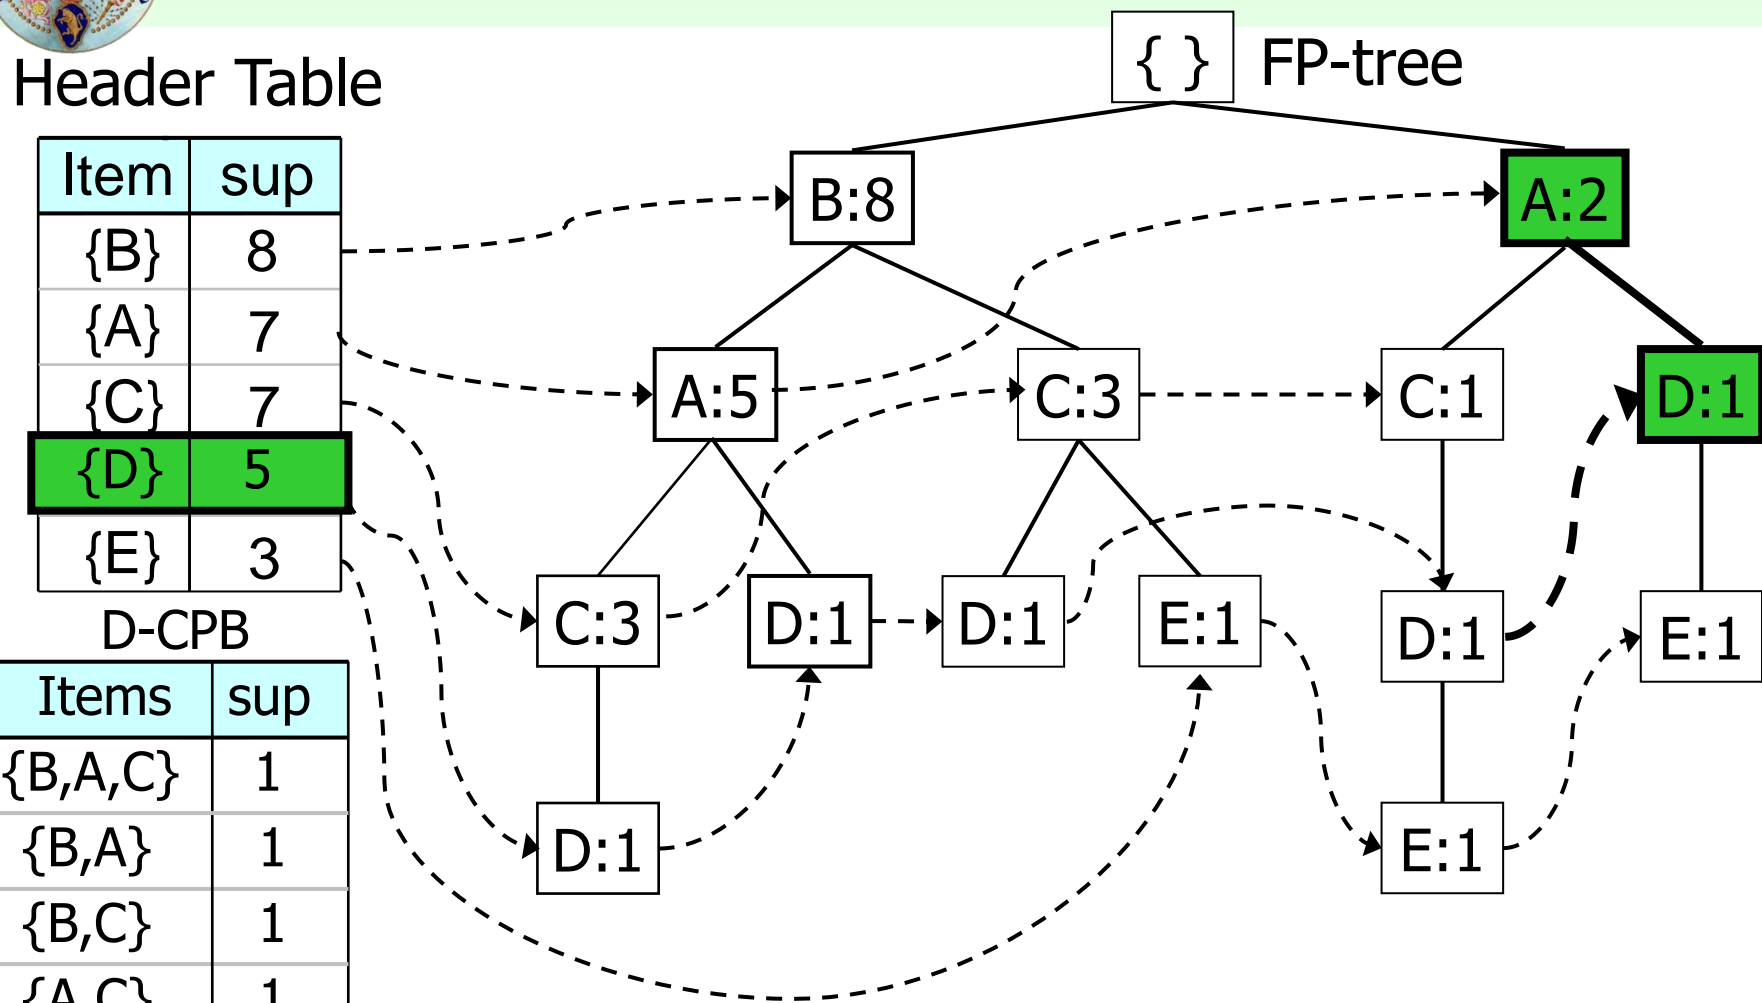 { } FP-tree
Header Table
Item sup
{B} 8
{A} 7
{C} 7
{D} 5
{E} 3
B:8 A:2
A:5 C:3 C:1 D:1
C:3 D:1 D:1 E:1 D:1 E:1
D:1 E:1
D-CPB
Items sup
{B,A,C} 1
{B,A} 1
{B,C} 1
{A,C} 1